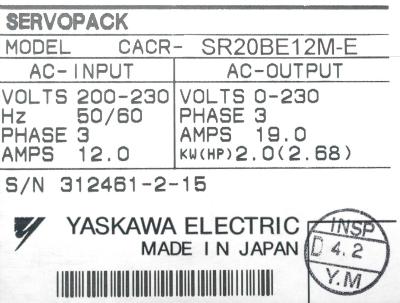 SERVOPACK
MODEL CACR- SR20BE12M-E
AC-INPUT AC-OUTPUT
VOLTS 200-230 VOLTS 0-230
Hz 50/60 PHASE 3
PHASE 3 AMPS 19.0
AMPS 12.0 KW(HP) 2.0(2.68)
S/N 312461-2-15
YASKAWA ELECTRIC
MADE IN JAPAN
INSP
D 4.2
Y.M